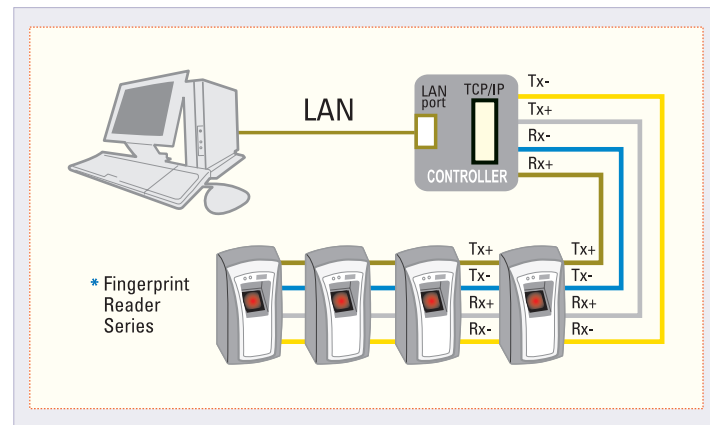 LAN
LAN
port
TCP/IP
CONTROLLER
Tx-
Tx+
Rx-
Rx+
* Fingerprint
Reader
Series
Tx+ Tx+
Tx- Tx-
Rx+ Rx+
Rx- Rx-